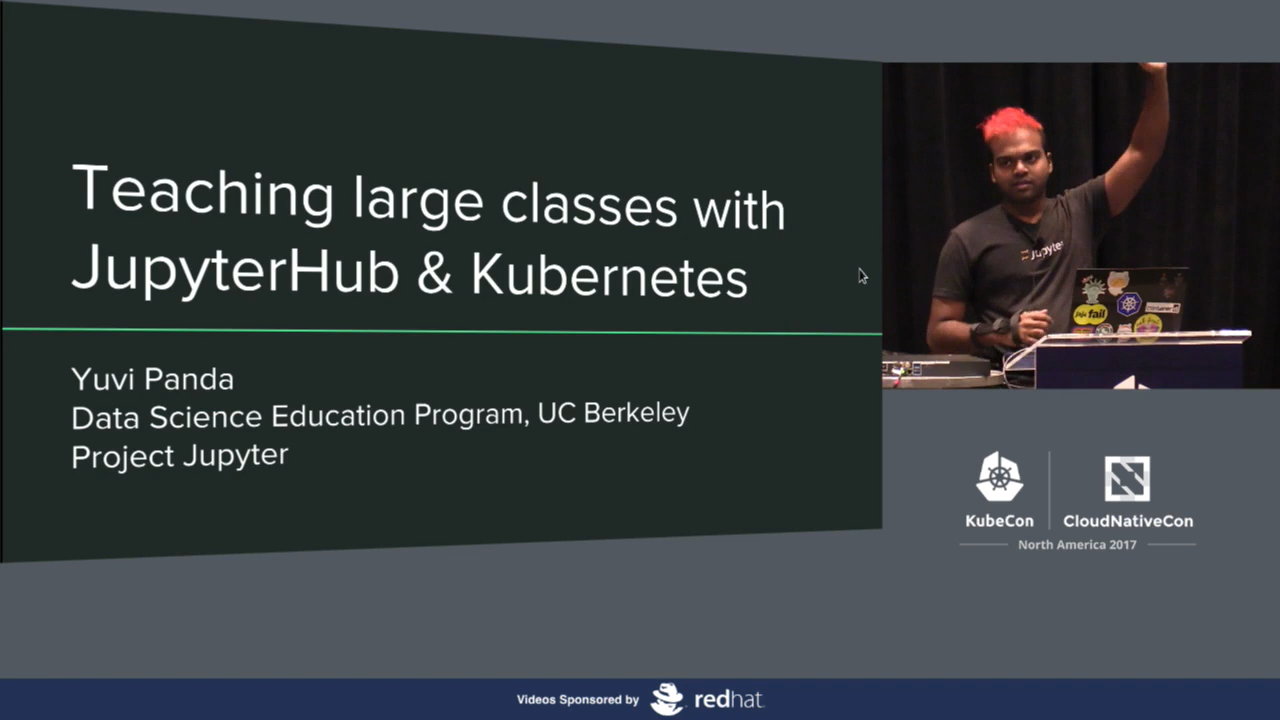 Teaching large classes with
JupyterHub & Kubernetes
Yuvi Panda
Data Science Education Program, UC Berkeley
Project Jupyter
Jupyter
fail
KubeCon
CloudNativeCon
North America 2017
Videos Sponsored by
redhat